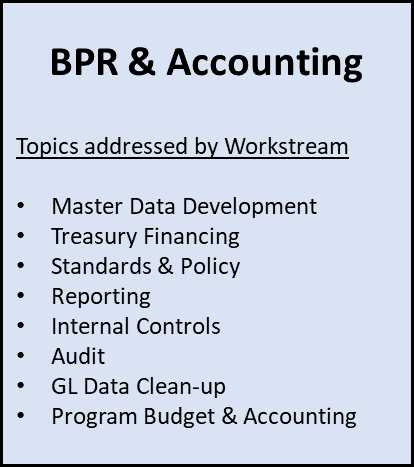 BPR & Accounting
Topics addressed by Workstream
• Master Data Development
• Treasury Financing
• Standards & Policy
• Reporting
• Internal Controls
• Audit
• GL Data Clean-up
• Program Budget & Accounting